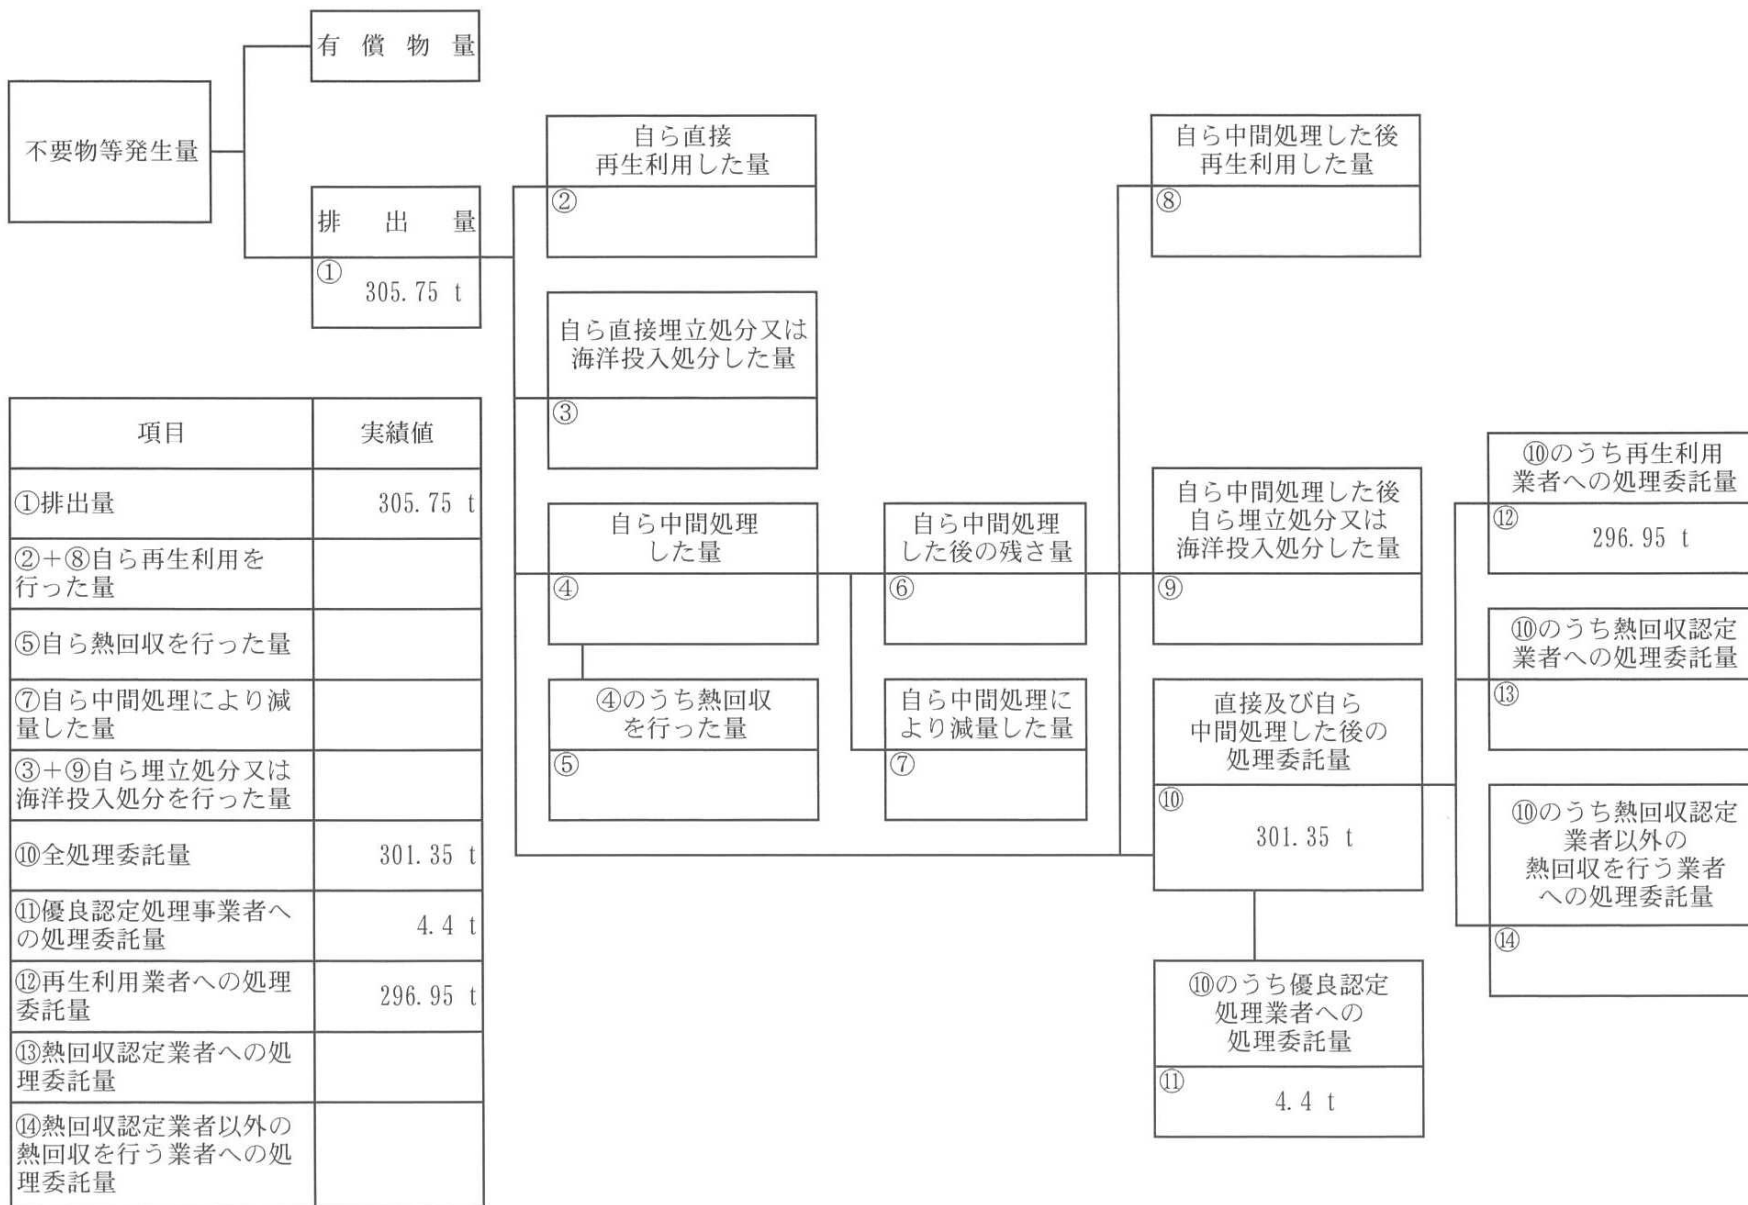 有償物量
不要物等発生量
排出量
①
305.75 t
自ら直接
再生利用した量
②
自ら直接埋立処分又は
海洋投入処分した量
③
自ら中間処理
した量
④
④のうち熱回収
を行った量
⑤
自ら中間処理
した後の残さ量
⑥
自ら中間処理に
より減量した量
⑦
自ら中間処理した後
再生利用した量
⑧
自ら中間処理した後
自ら埋立処分又は
海洋投入処分した量
⑨
直接及び自ら
中間処理した後の
処理委託量
⑩
301.35 t
⑩のうち優良認定
処理業者への
処理委託量
⑪
4.4 t
⑩のうち再生利用
業者への処理委託量
⑫
296.95 t
⑩のうち熱回収認定
業者への処理委託量
⑬
⑩のうち熱回収認定
業者以外の
熱回収を行う業者
への処理委託量
⑭
項目 実績値
①排出量 305.75 t
②+⑧自ら再生利用を
行った量
⑤自ら熱回収を行った量
⑦自ら中間処理により減
量した量
③+⑨自ら埋立処分又は
海洋投入処分を行った量
⑩全処理委託量 301.35 t
⑪優良認定処理事業者へ
の処理委託量 4.4 t
⑫再生利用業者への処理
委託量 296.95 t
⑬熱回収認定業者への処
理委託量
⑭熱回収認定業者以外の
熱回収を行う業者への処
理委託量